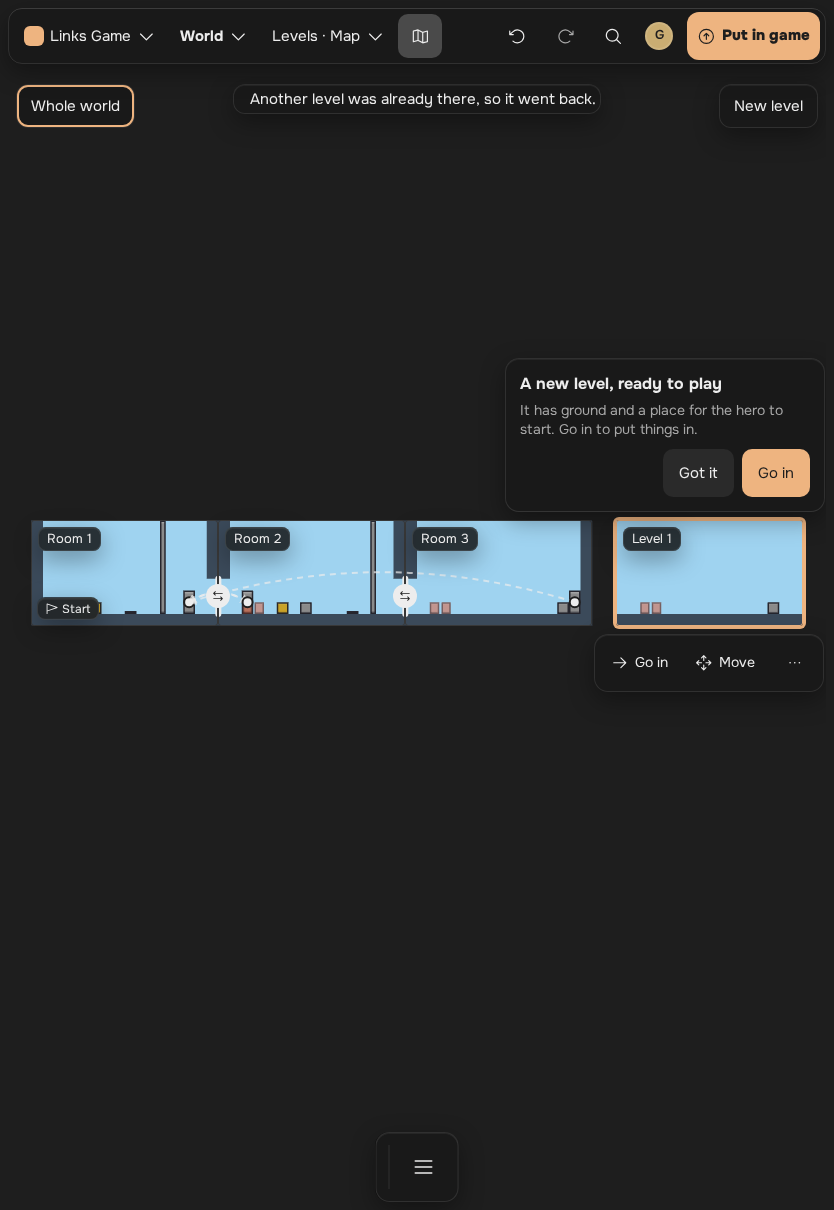 Links Game
World
Levels · Map
G
Put in game
Whole world
Another level was already there, so it went back.
New level
A new level, ready to play
It has ground and a place for the hero to
start. Go in to put things in.
Got it
Go in
Room 1
Room 2
Room 3
Level 1
Start
Go in
Move